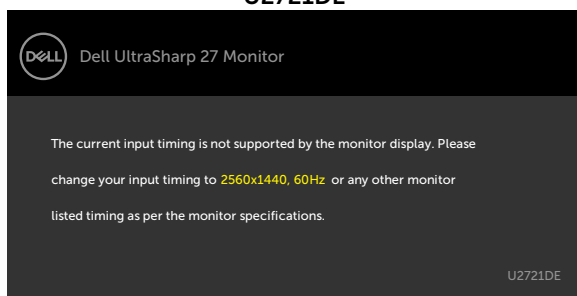 U2721DE
DELL
Dell UltraSharp 27 Monitor
The current input timing is not supported by the monitor display. Please
change your input timing to 2560x1440, 60Hz or any other monitor
listed timing as per the monitor specifications.
U2721DE